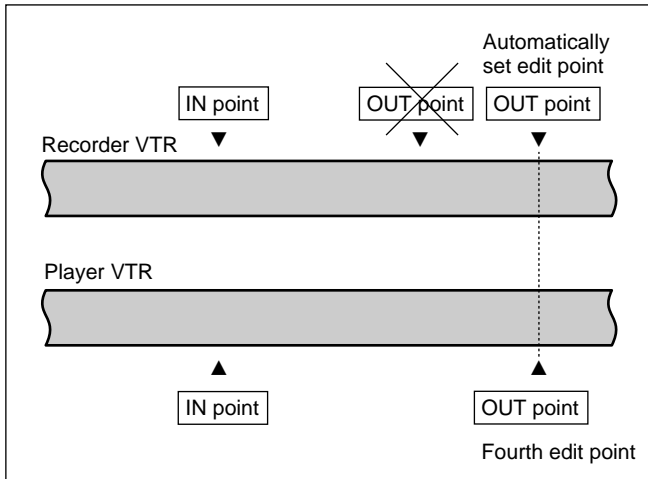 Automatically
set edit point
IN point
OUT point
OUT point
Recorder VTR
Player VTR
IN point
OUT point
Fourth edit point